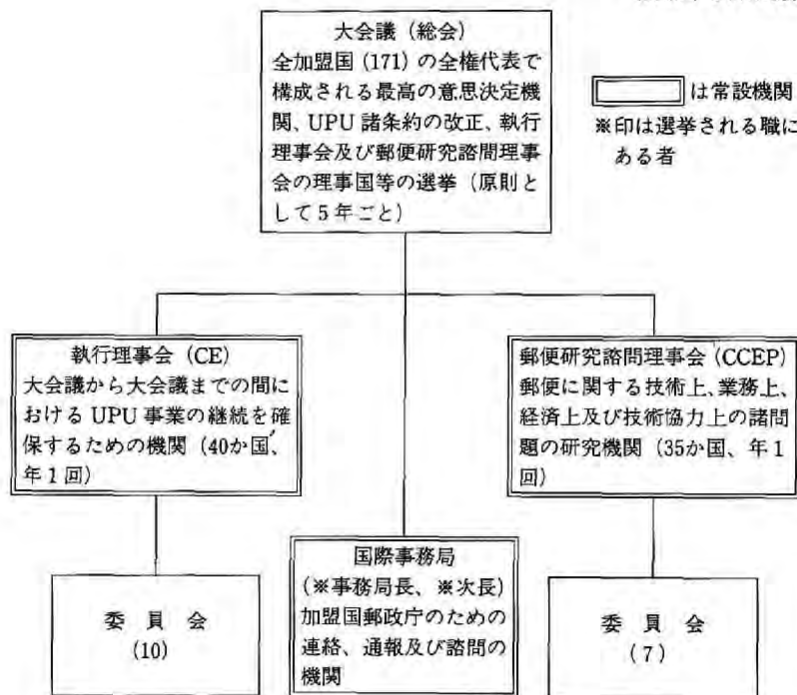 大会議（総会）
全加盟国（171）の全権代表で
構成される最高の意思決定機
関、UPU 諸条約の改正、執行
理事会及び郵便研究諮問理事
会の理事国等の選挙（原則と
して5年ごと）
は常設機関
※印は選挙される職に
ある者
執行理事会（CE）
大会議から大会議までの間に
おける UPU 事業の継続を確
保するための機関（40か国、
年1回）
郵便研究諮問理事会（CCEP）
郵便に関する技術上、業務上、
経済上及び技術協力上の諸問
題の研究機関（35か国、年1
回）
委員会
（10）
国際事務局
（※事務局長、※次長）
加盟国郵政庁のための
連絡、通報及び諮問の
機関
委員会
（7）